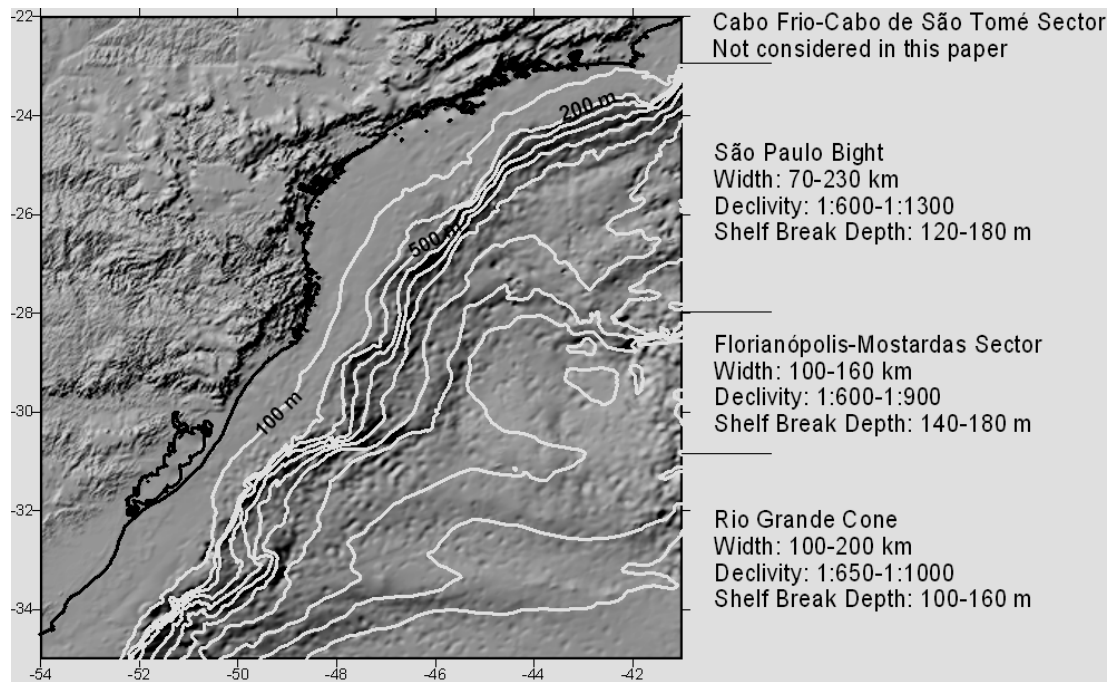 -22
-24
-26
-28
-30
-32
-34
-54
-52
-50
-48
-46
-44
-42
200 m
500 m
100 m
Cabo Frio-Cabo de São Tomé Sector
Not considered in this paper
São Paulo Bight
Width: 70-230 km
Declivity: 1:600-1:1300
Shelf Break Depth: 120-180 m
Florianópolis-Mostardas Sector
Width: 100-160 km
Declivity: 1:600-1:900
Shelf Break Depth: 140-180 m
Rio Grande Cone
Width: 100-200 km
Declivity: 1:650-1:1000
Shelf Break Depth: 100-160 m